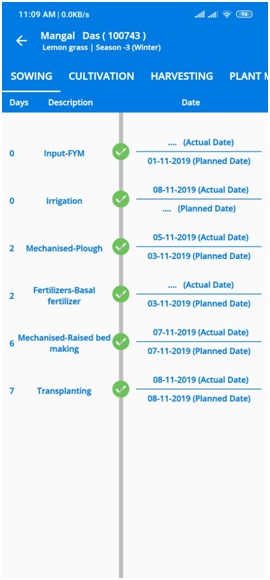 11:09 AM | 0.0KB/s
96
Mangal Das ( 100743 )
Lemon grass | Season -3 (Winter)
SOWING CULTIVATION HARVESTING PLANT M
Days Description Date
.... (Actual Date)
0 Input-FYM
01-11-2019 (Planned Date)
08-11-2019 (Actual Date)
0 Irrigation
.... (Planned Date)
05-11-2019 (Actual Date)
2 Mechanised-Plough
03-11-2019 (Planned Date)
.... (Actual Date)
2 Fertilizers-Basal
fertilizer
03-11-2019 (Planned Date)
07-11-2019 (Actual Date)
6 Mechanised-Raised bed
making
07-11-2019 (Planned Date)
08-11-2019 (Actual Date)
7 Transplanting
08-11-2019 (Planned Date)